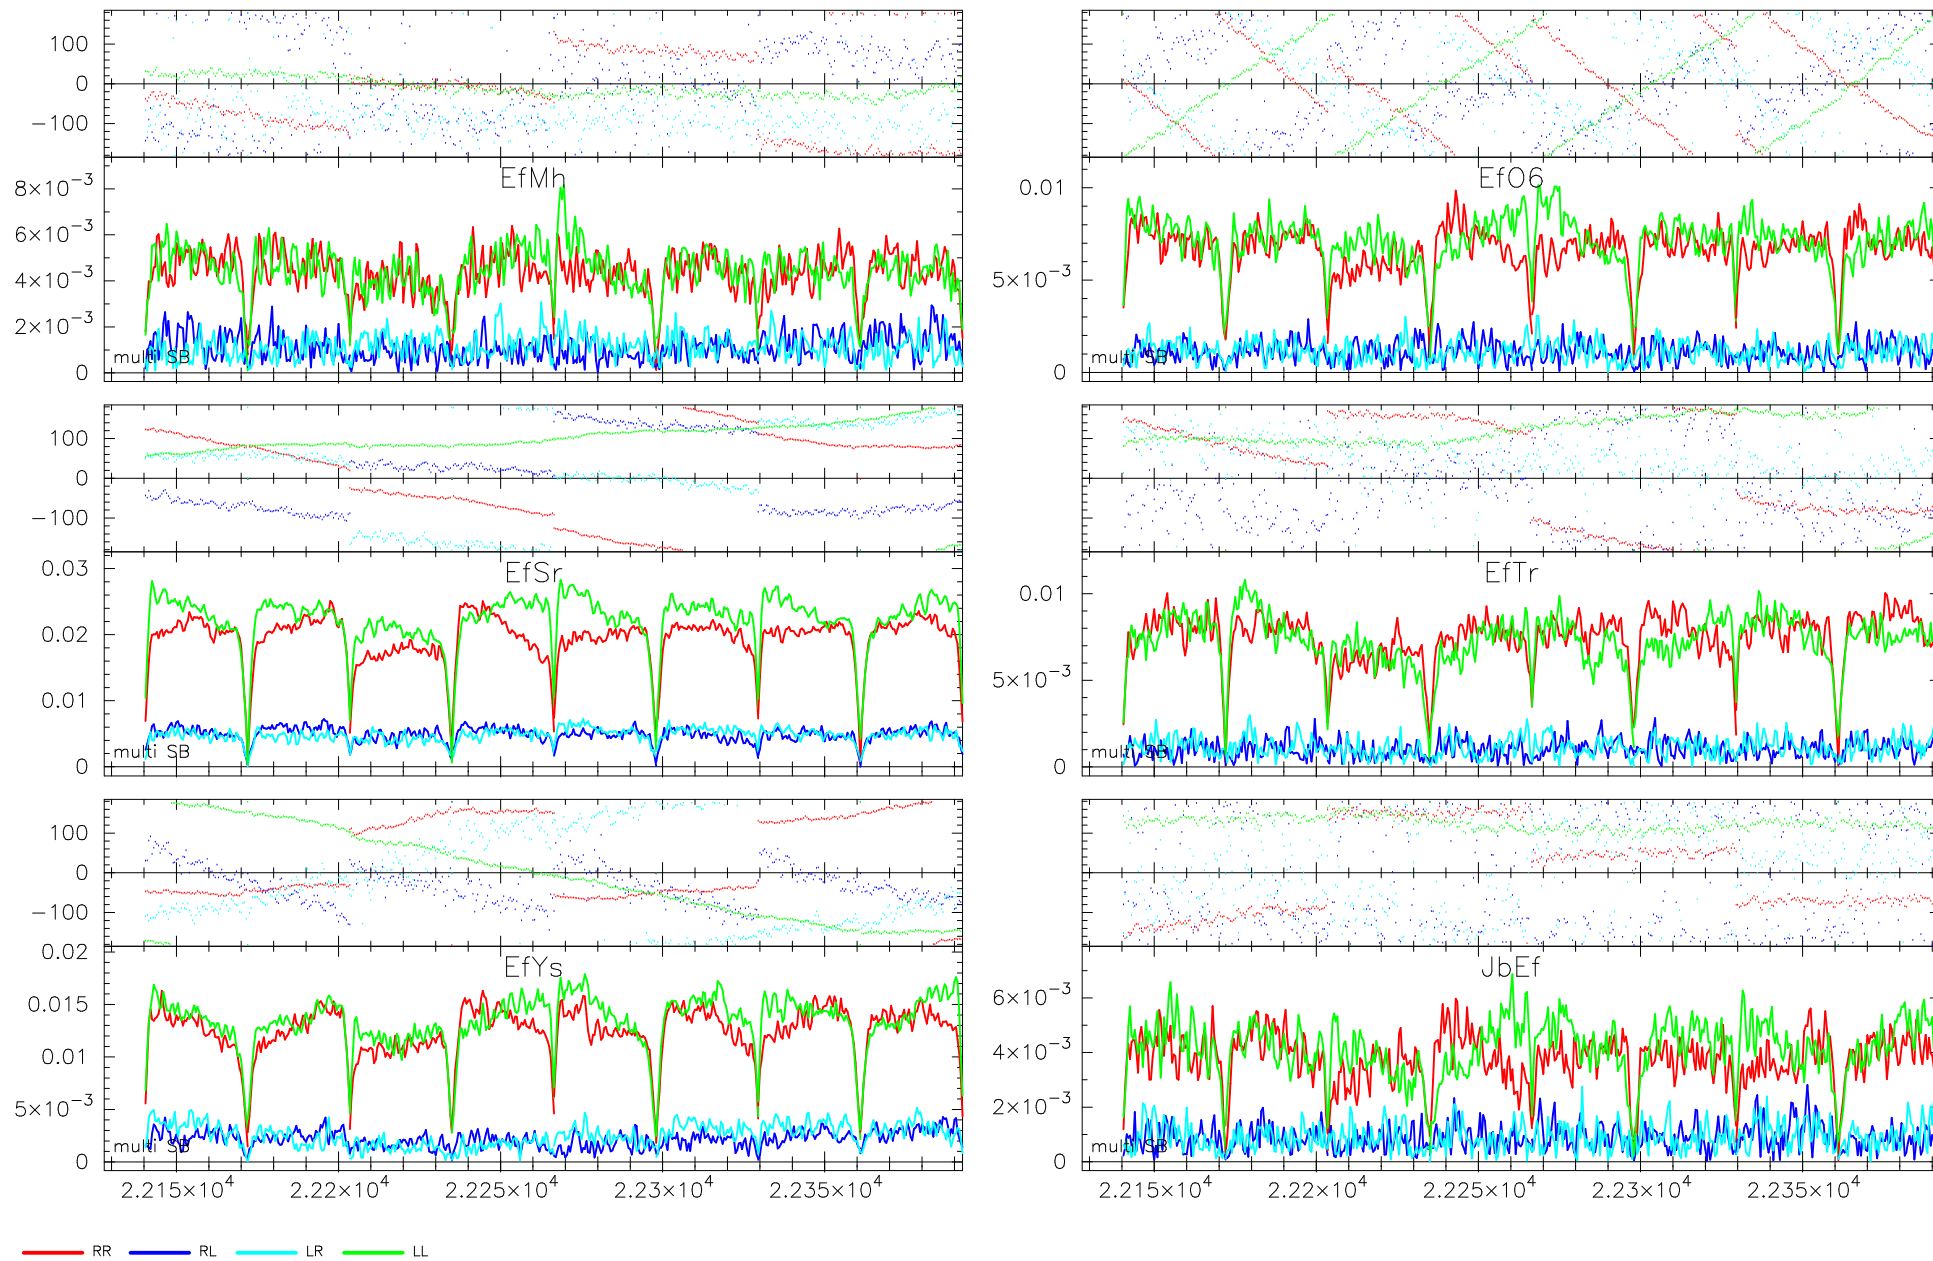 100
0
−100
EfMh
8×10⁻³
6×10⁻³
4×10⁻³
2×10⁻³
0
multi SB
EfO6
0.01
5×10⁻³
0
multi SB
100
0
−100
EfSr
0.03
0.02
0.01
0
multi SB
EfTr
0.01
5×10⁻³
0
multi SB
100
0
−100
EfYs
0.02
0.015
0.01
5×10⁻³
0
multi SB
2.215×10⁴ 2.22×10⁴ 2.225×10⁴ 2.23×10⁴ 2.235×10⁴
JbEf
6×10⁻³
4×10⁻³
2×10⁻³
0
multi SB
2.215×10⁴ 2.22×10⁴ 2.225×10⁴ 2.23×10⁴ 2.235×10⁴
RR RL LR LL